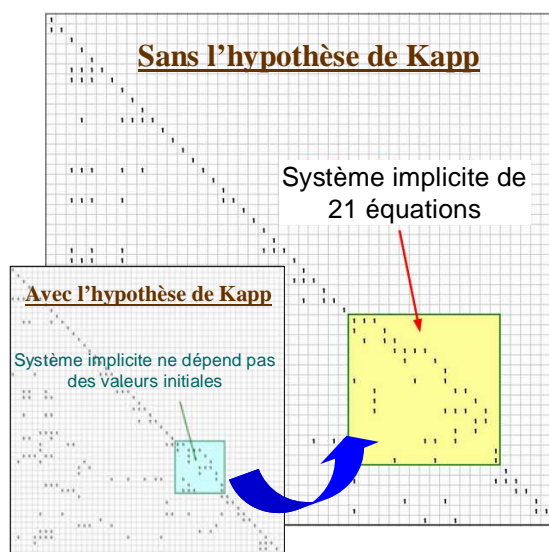 Sans l'hypothèse de Kapp
Système implicite de
21 équations
Avec l'hypothèse de Kapp
Système implicite ne dépend pas
des valeurs initiales